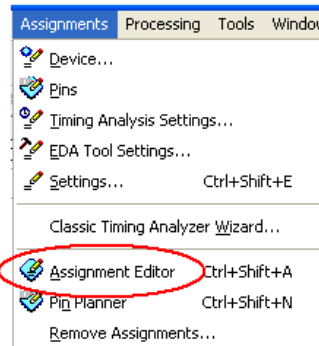 Assignments Processing Tools Window
Device...
Pins
Timing Analysis Settings...
EDA Tool Settings...
Settings... Ctrl+Shift+E
Classic Timing Analyzer Wizard...
Assignment Editor Ctrl+Shift+A
Pin Planner Ctrl+Shift+N
Remove Assignments...